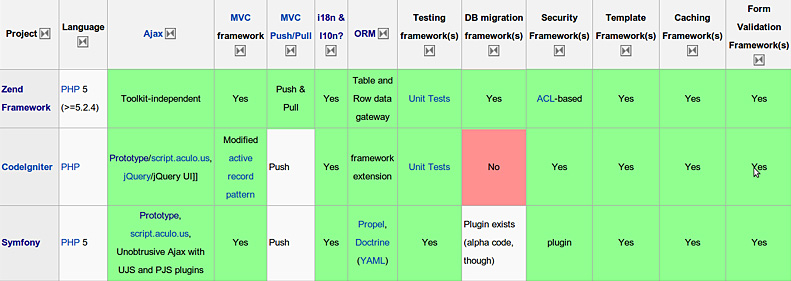 Project Language Ajax MVC framework MVC Push/Pull i18n & l10n? ORM Testing framework(s) DB migration framework(s) Security Framework(s) Template Framework(s) Caching Framework(s) Form Validation Framework(s)
Zend Framework PHP 5 (>=5.2.4) Toolkit-independent Yes Push & Pull Yes Table and Row data gateway Unit Tests Yes ACL-based Yes Yes Yes
CodeIgniter PHP Prototype/script.aculo.us, jQuery/jQuery UI]] Modified active record pattern Push Yes framework extension Unit Tests No Yes Yes Yes Yes
Symfony PHP 5 Prototype, script.aculo.us, Unobtrusive Ajax with UJS and PJS plugins Yes Push Yes Propel, Doctrine (YAML) Yes Plugin exists (alpha code, though) plugin Yes Yes Yes